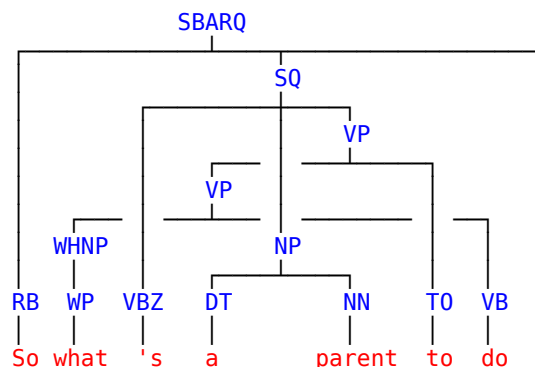 SBARQ
SQ
VP
VP
WHNP NP
RB WP VBZ DT NN TO VB
So what 's a parent to do